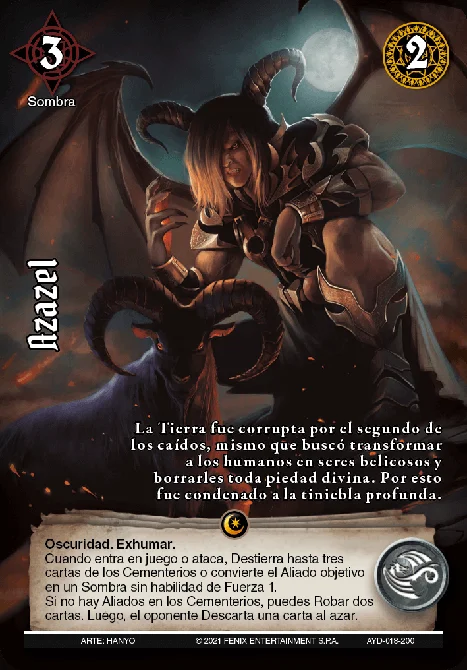 3
2
Sombra
Azazel
La Tierra fue corrupta por el segundo de
los caídos, mismo que buscó transformar
a los humanos en seres belicosos y
borrarles toda piedad divina. Por esto
fue condenado a la tiniebla profunda.
Oscuridad. Exhumar.
Cuando entra en juego o ataca, Destierra hasta tres
cartas de los Cementerios o convierte el Aliado objetivo
en un Sombra sin habilidad de Fuerza 1.
Si no hay Aliados en los Cementerios, puedes Robar dos
cartas. Luego, el oponente Descarta una carta al azar.
ARTE: HANYO © 2021 FENIX ENTERTAINMENT S.R.A. AYD-018-200